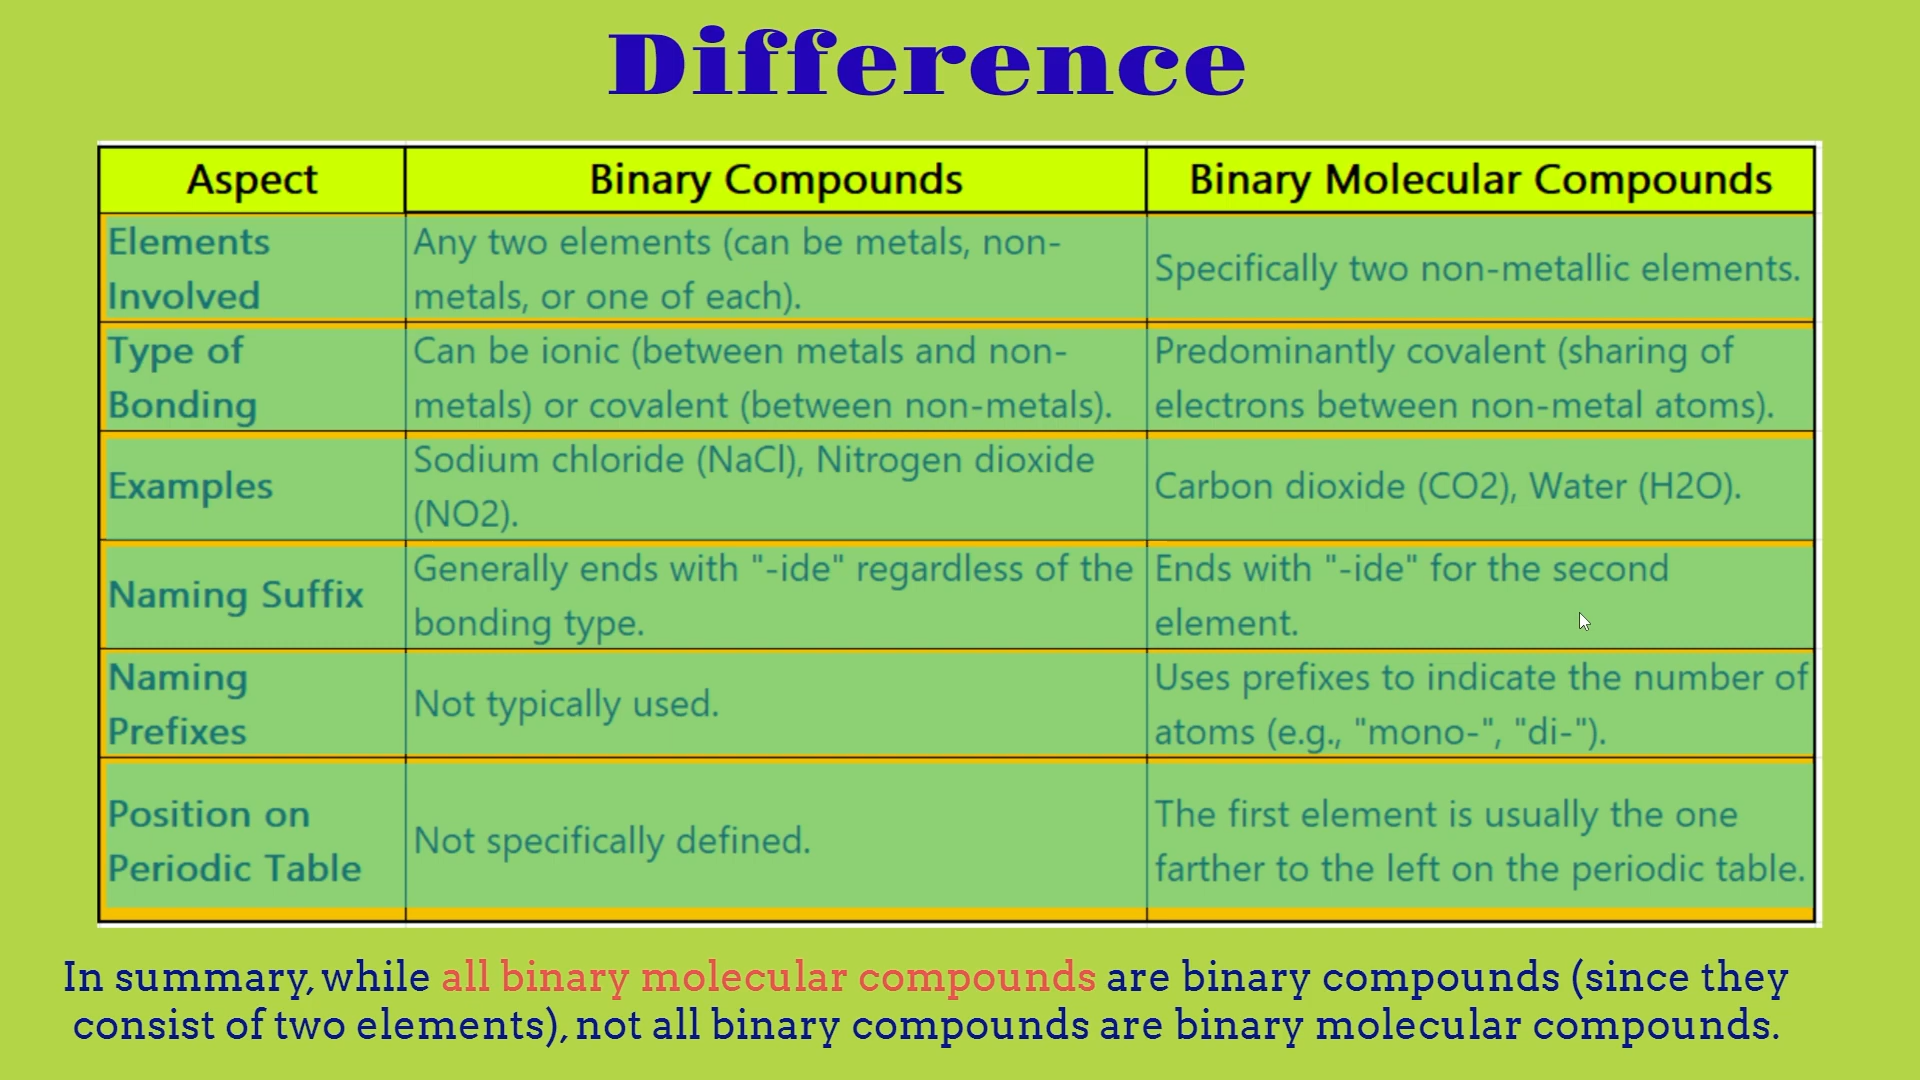 Difference
Aspect
Binary Compounds
Binary Molecular Compounds
Elements
Involved
Any two elements (can be metals, non-
metals, or one of each).
Specifically two non-metallic elements.
Type of
Bonding
Can be ionic (between metals and non-
metals) or covalent (between non-metals).
Predominantly covalent (sharing of
electrons between non-metal atoms).
Examples
Sodium chloride (NaCl), Nitrogen dioxide
(NO2).
Carbon dioxide (CO2), Water (H2O).
Naming Suffix
Generally ends with "-ide" regardless of the
bonding type.
Ends with "-ide" for the second
element.
Naming
Prefixes
Not typically used.
Uses prefixes to indicate the number of
atoms (e.g., "mono-", "di-").
Position on
Periodic Table
Not specifically defined.
The first element is usually the one
farther to the left on the periodic table.
In summary, while all binary molecular compounds are binary compounds (since they
consist of two elements), not all binary compounds are binary molecular compounds.